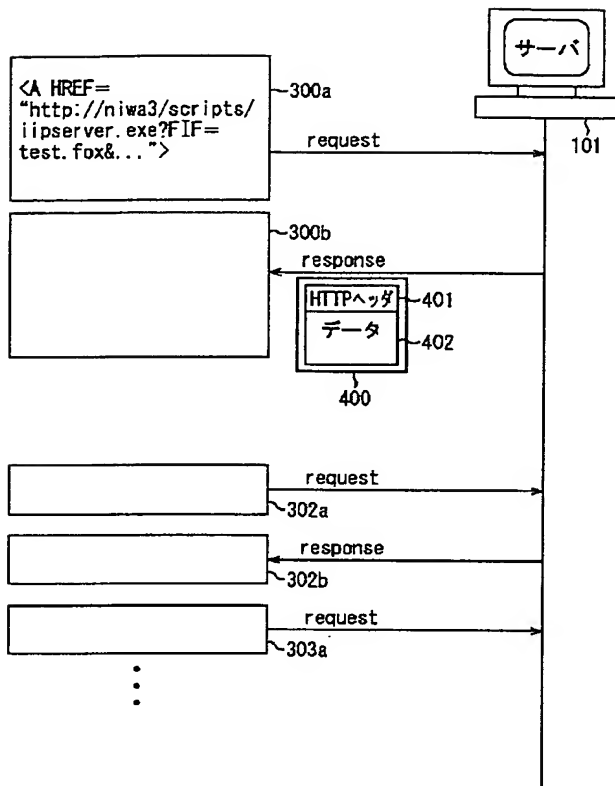 サーバ
101
<A HREF=
“http://niwa3/scripts/
iipserver.exe?FIF=
test.fox&...”>
300a
request
300b
response
HTTPヘッダ
401
データ
402
400
request
302a
response
302b
request
303a